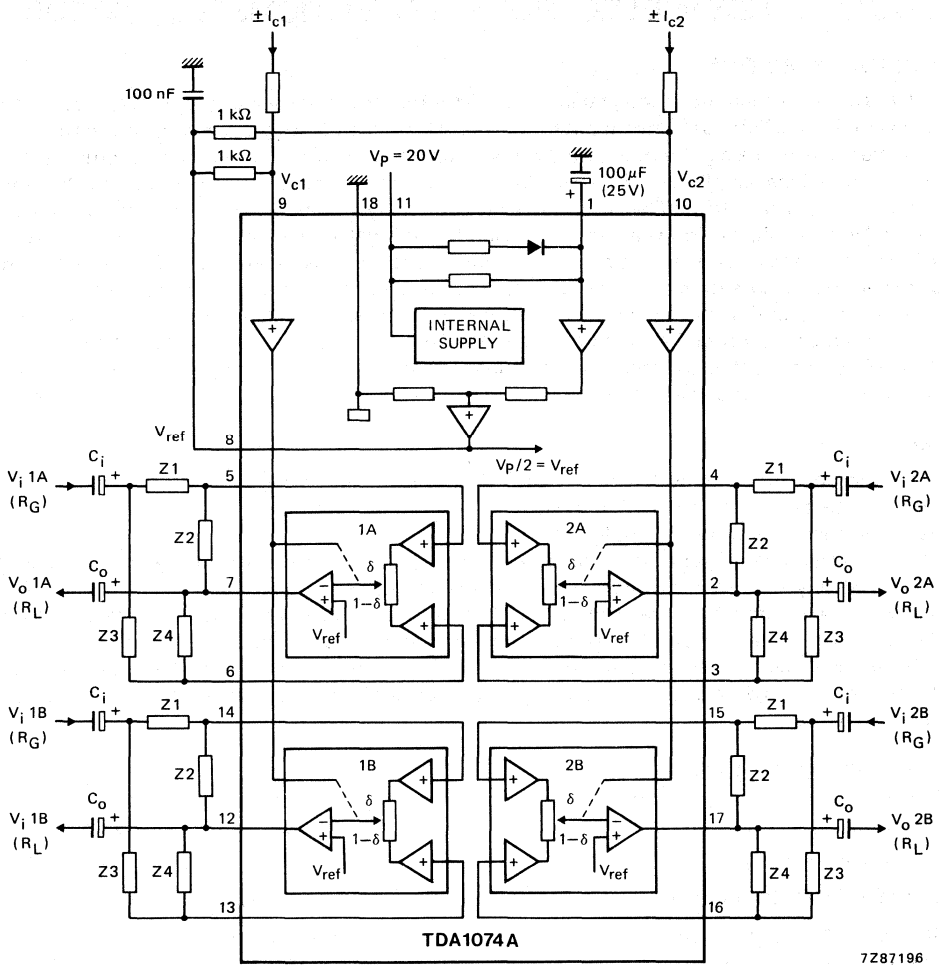 ± Ic1
± Ic2
100 nF
1 kΩ
1 kΩ
VP = 20 V
100 µF
(25 V)
+
Vc1
Vc2
9
18
11
1
10
+
INTERNAL
SUPPLY
+
+
+
Vref
8
VP/2 = Vref
Ci
+
Z1
5
4
Z1
+
Ci
Vi 1A
(RG)
Vi 2A
(RG)
Z2
1A
+
δ
+
2A
δ
Z2
Vo 1A
(RL)
Co
+
7
−
+
1−δ
1−δ
−
+
2
+
Co
Vo 2A
(RL)
Z3
Z4
Vref
+
+
Vref
Z4
Z3
6
3
Ci
+
Z1
14
15
Z1
+
Ci
Vi 1B
(RG)
Vi 2B
(RG)
Z2
1B
+
δ
+
2B
δ
Z2
Vi 1B
(RL)
Co
+
12
−
+
1−δ
1−δ
−
+
17
+
Co
Vo 2B
(RL)
Z3
Z4
Vref
+
+
Vref
Z4
Z3
13
16
TDA1074A
7Z87196